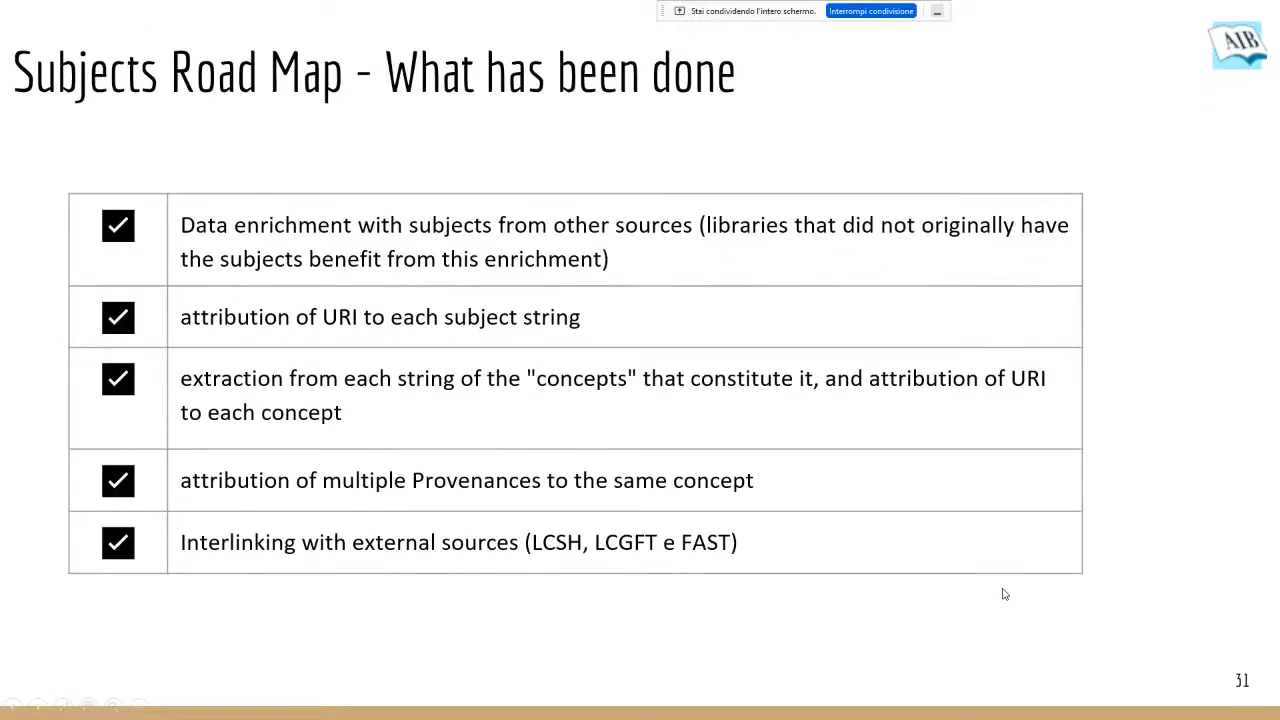 Stai condividendo l'intero schermo. Interrompi condivisione
AIB
Subjects Road Map - What has been done
Data enrichment with subjects from other sources (libraries that did not originally have
the subjects benefit from this enrichment)
attribution of URI to each subject string
extraction from each string of the "concepts" that constitute it, and attribution of URI
to each concept
attribution of multiple Provenances to the same concept
Interlinking with external sources (LCSH, LCGFT e FAST)
31